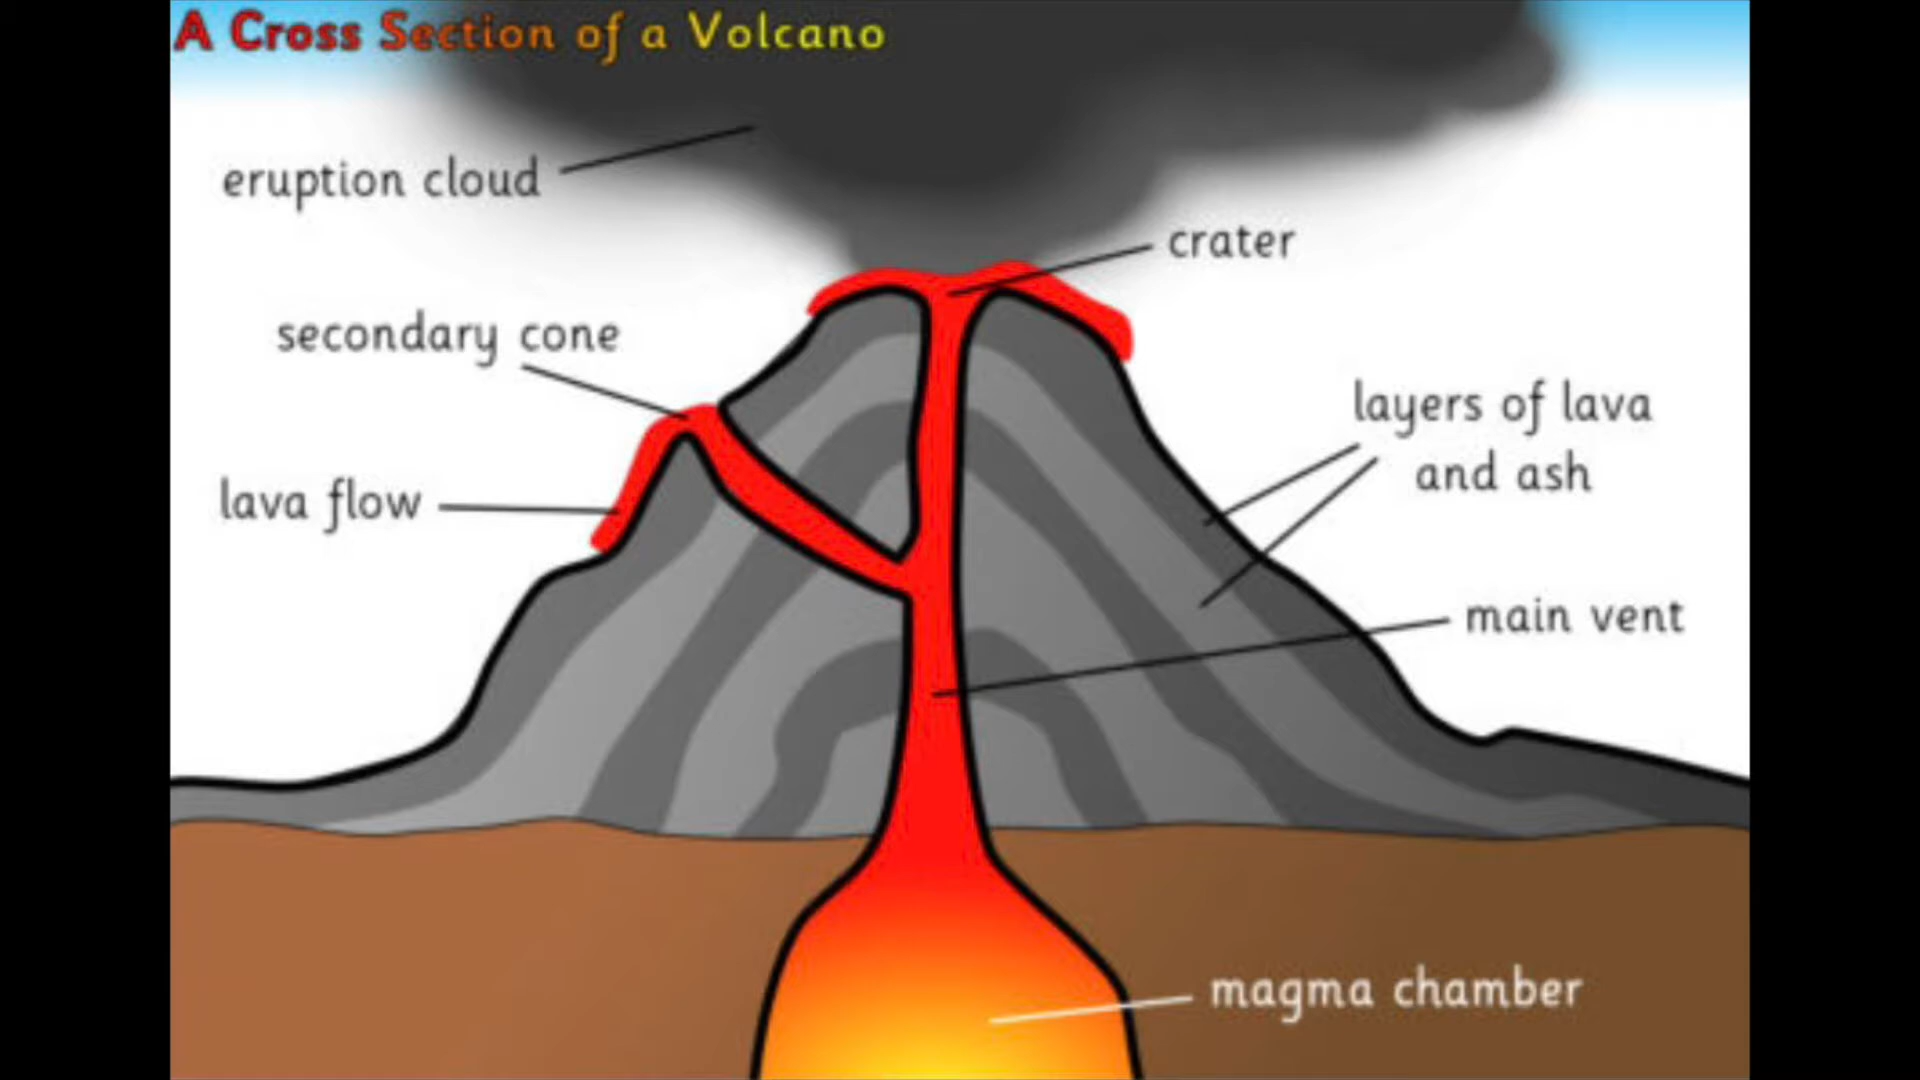 A Cross Section of a Volcano
eruption cloud
crater
secondary cone
layers of lava
and ash
lava flow
main vent
magma chamber